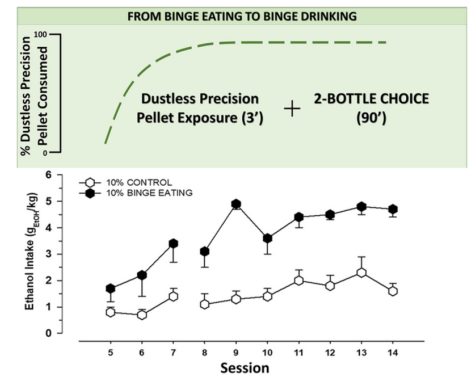 FROM BINGE EATING TO BINGE DRINKING
% Dustless Precision
Pellet Consumed
100
0
Dustless Precision
Pellet Exposure (3')
+
2-BOTTLE CHOICE
(90')
10% CONTROL
10% BINGE EATING
Ethanol Intake (gEtOH/kg)
6
5
4
3
2
1
0
5 6 7 8 9 10 11 12 13 14
Session